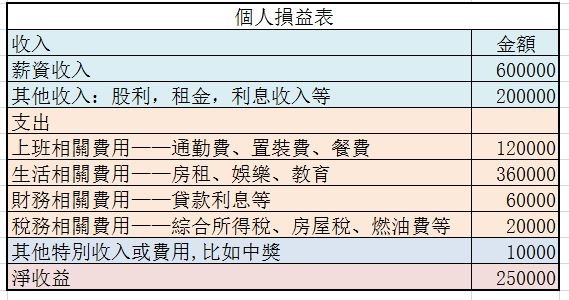 個人損益表
收入 金額
薪資收入 600000
其他收入：股利，租金，利息收入等 200000
支出
上班相關費用——通勤費、置裝費、餐費 120000
生活相關費用——房租、娛樂、教育 360000
財務相關費用——貸款利息等 60000
稅務相關費用——綜合所得稅、房屋稅、燃油費等 20000
其他特別收入或費用,比如中獎 10000
淨收益 250000